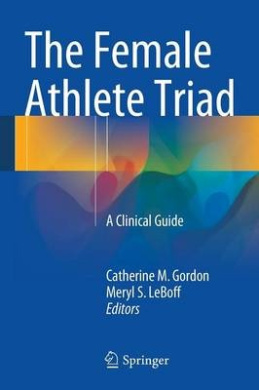 The Female
Athlete Triad
A Clinical Guide
Catherine M. Gordon
Meryl S. LeBoff
Editors
Springer